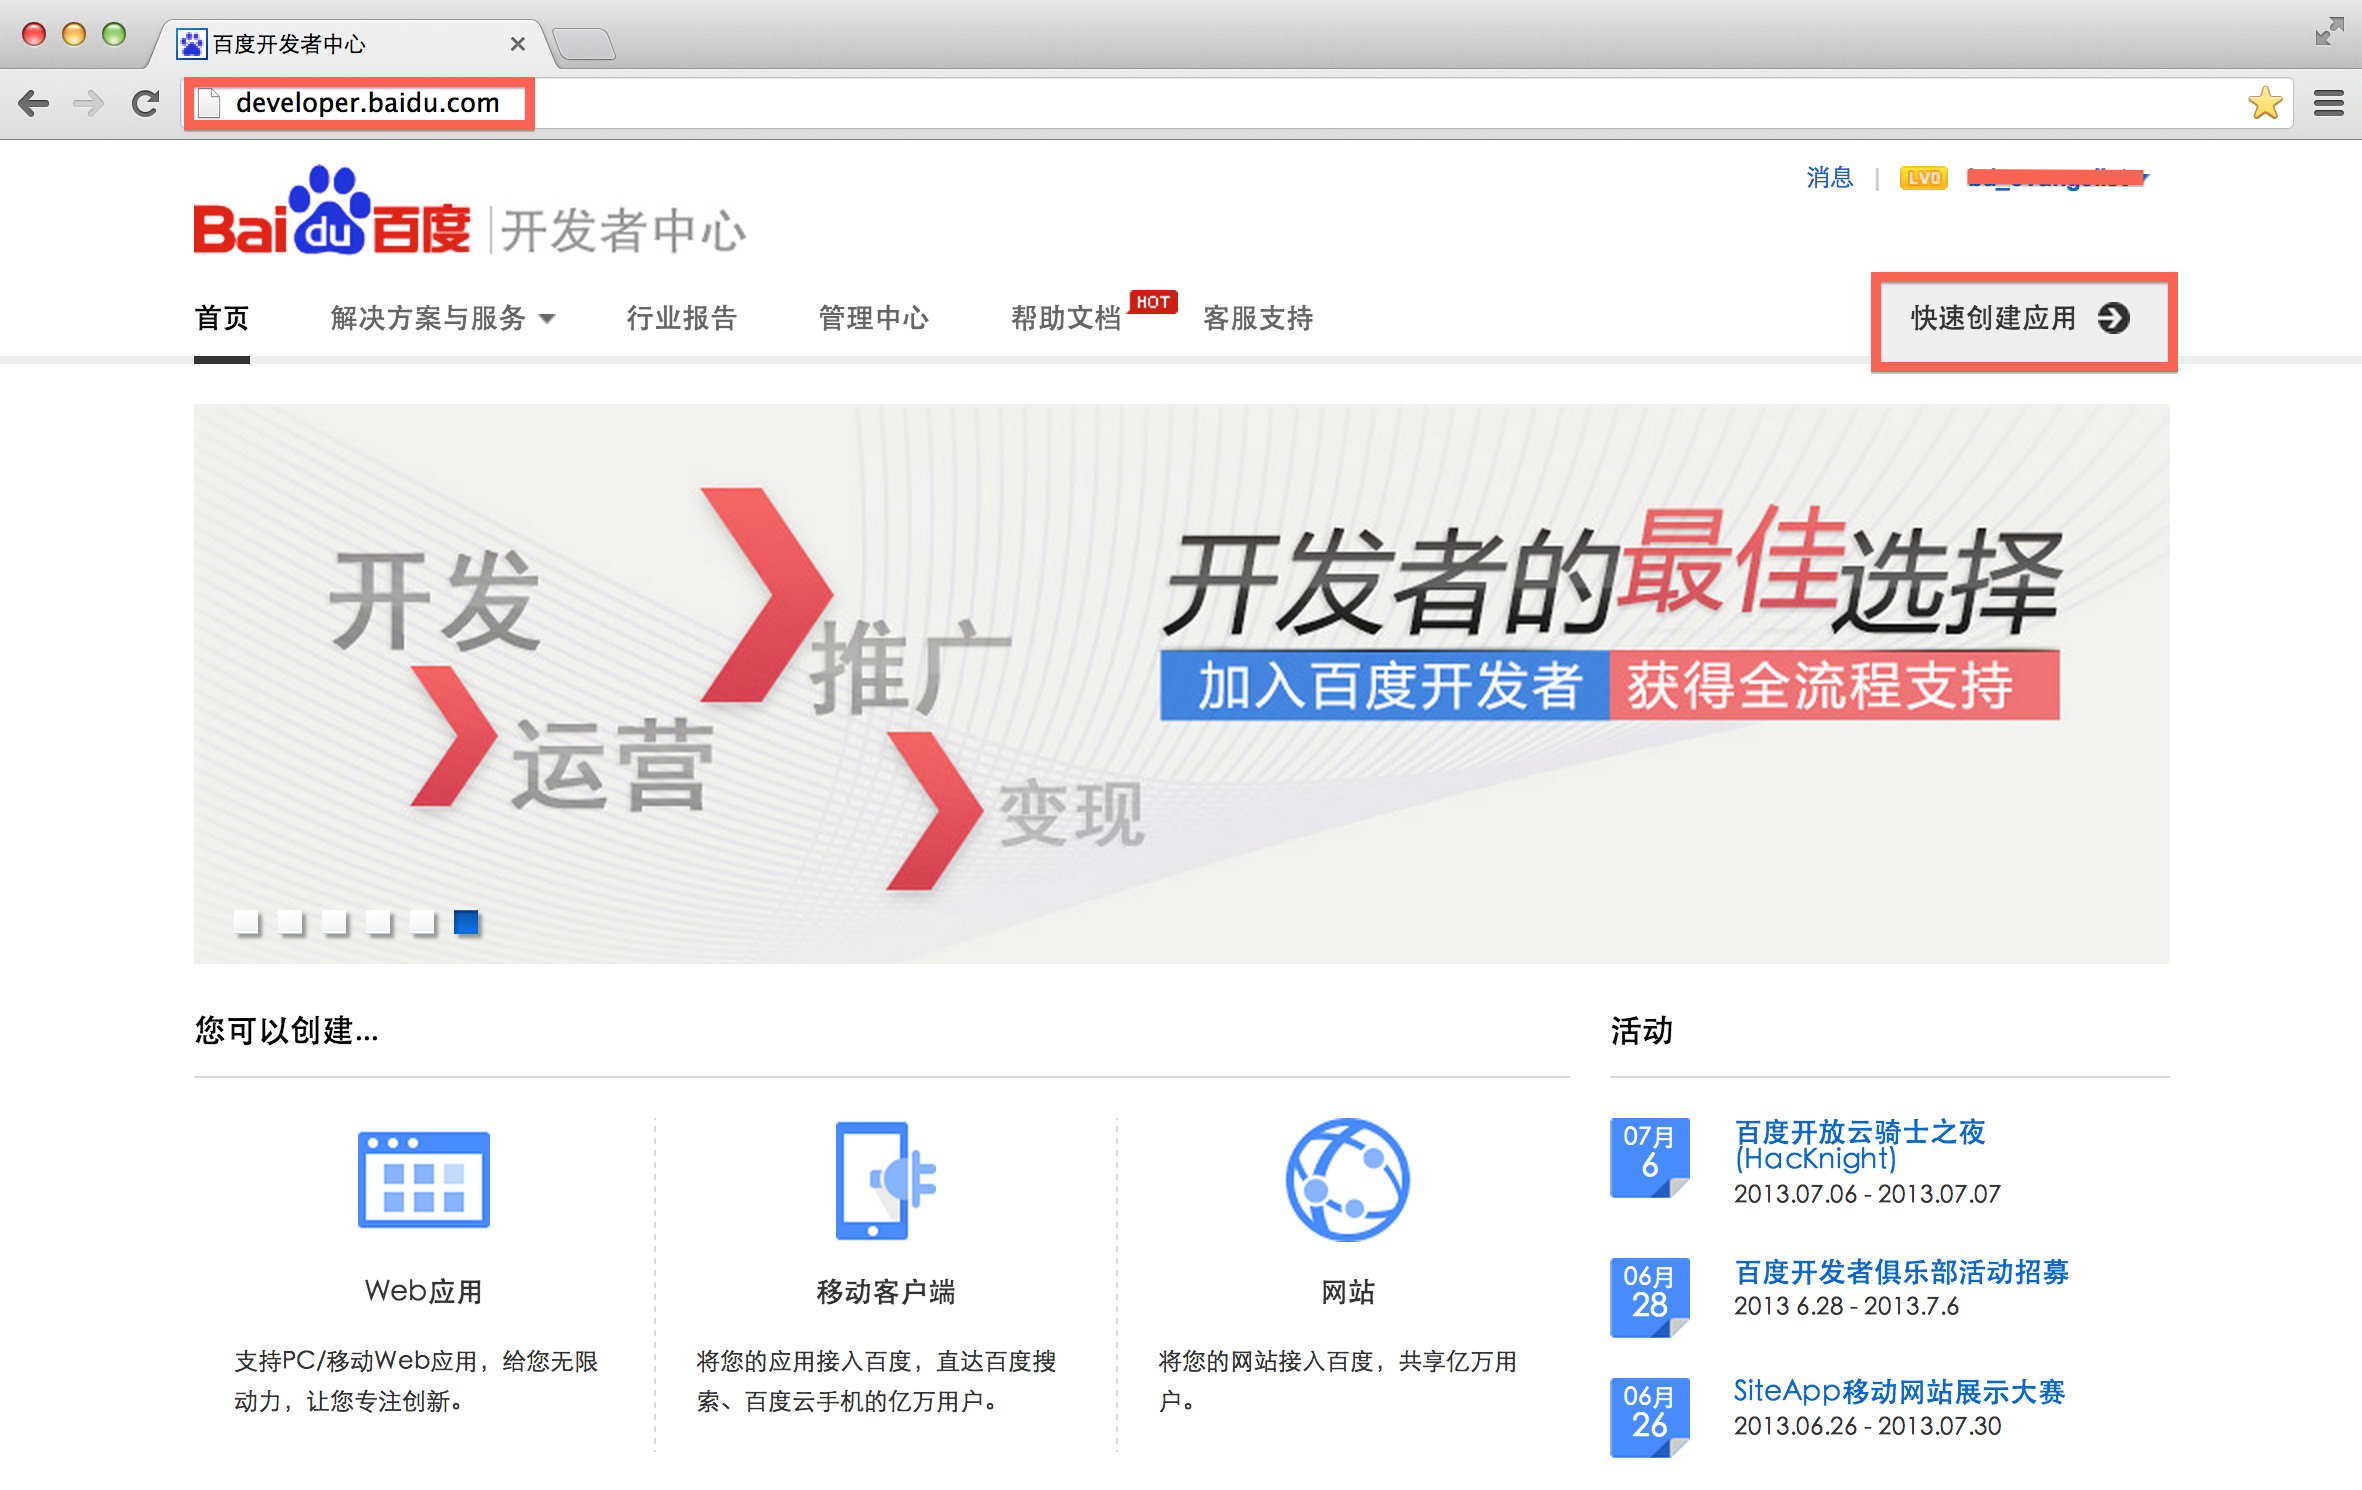 百度开发者中心
developer.baidu.com
消息
LV0
Bai du 百度 开发者中心
首页
解决方案与服务
行业报告
管理中心
帮助文档
HOT
客服支持
快速创建应用
开发
推广
运营
变现
开发者的最佳选择
加入百度开发者 获得全流程支持
您可以创建...
Web应用
支持PC/移动Web应用，给您无限
动力，让您专注创新。
移动客户端
将您的应用接入百度，直达百度搜
索、百度云手机的亿万用户。
网站
将您的网站接入百度，共享亿万用
户。
活动
07月
6
百度开放云骑士之夜
(HacKnight)
2013.07.06 - 2013.07.07
06月
28
百度开发者俱乐部活动招募
2013 6.28 - 2013.7.6
06月
26
SiteApp移动网站展示大赛
2013.06.26 - 2013.07.30